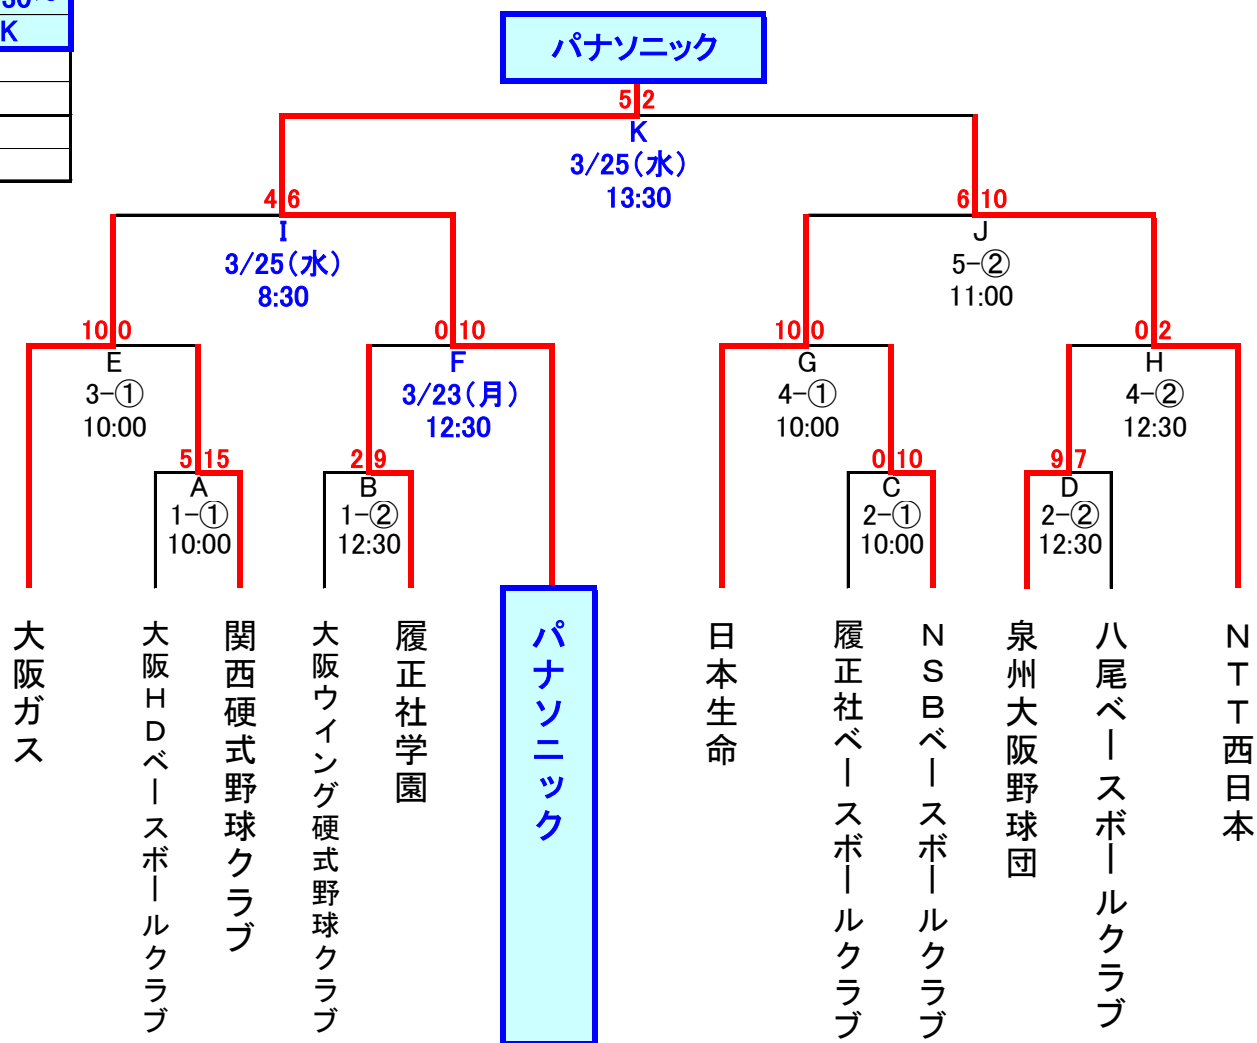 K
パナソニック
5 2
K
3/25(水)
13:30
4 6
I
3/25(水)
8:30
6 10
J
5-②
11:00
10 0
E
3-①
10:00
0 10
F
3/23(月)
12:30
10 0
G
4-①
10:00
0 2
H
4-②
12:30
5 15
A
1-①
10:00
2 9
B
1-②
12:30
0 10
C
2-①
10:00
9 7
D
2-②
12:30
大阪ガス
大阪HDベースボールクラブ
関西硬式野球クラブ
大阪ウイング硬式野球クラブ
履正社学園
パナソニック
日本生命
履正社ベースボールクラブ
NSBベースボールクラブ
泉州大阪野球団
八尾ベースボールクラブ
NTT西日本